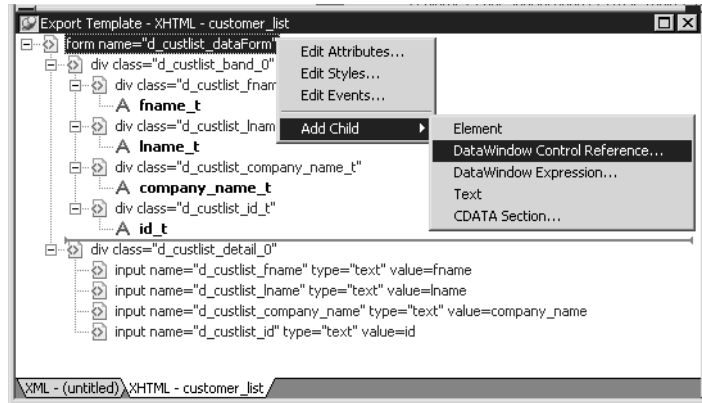 Export Template - XHTML - customer_list
form name="d_custlist_dataForm"
Edit Attributes...
div class="d_custlist_band_0"
Edit Styles...
div class="d_custlist_fnam
Edit Events...
fname_t
div class="d_custlist_lnam
Add Child
Element
lname_t
DataWindow Control Reference...
div class="d_custlist_company_name_t"
DataWindow Expression...
company_name_t
Text
div class="d_custlist_id_t"
CDATA Section...
id_t
div class="d_custlist_detail_0"
input name="d_custlist_fname" type="text" value=fname
input name="d_custlist_lname" type="text" value=lname
input name="d_custlist_company_name" type="text" value=company_name
input name="d_custlist_id" type="text" value=id
XML - (untitled) XHTML - customer_list